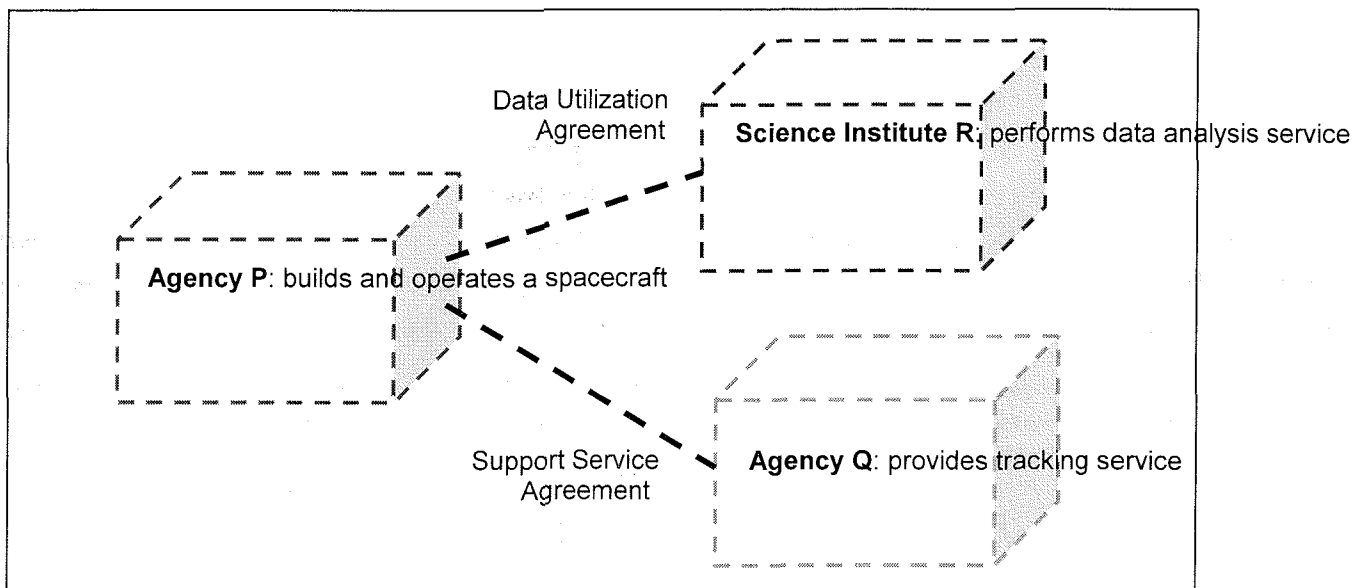 Data Utilization
Agreement
Science Institute R: performs data analysis service
Agency P: builds and operates a spacecraft
Support Service
Agreement
Agency Q: provides tracking service